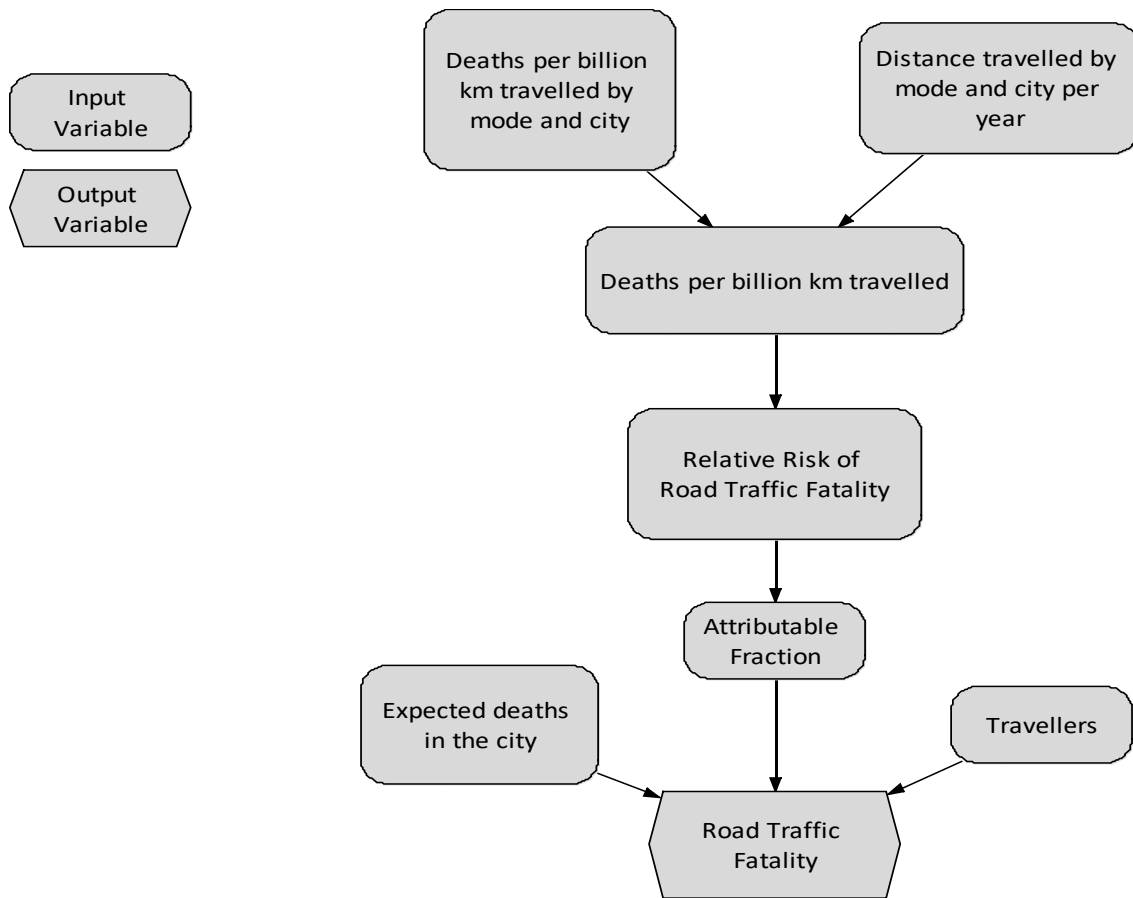 Input
Variable
Output
Variable
Deaths per billion
km travelled by
mode and city
Distance travelled by
mode and city per
year
Deaths per billion km travelled
Relative Risk of
Road Traffic Fatality
Attributable
Fraction
Expected deaths
in the city
Travellers
Road Traffic
Fatality